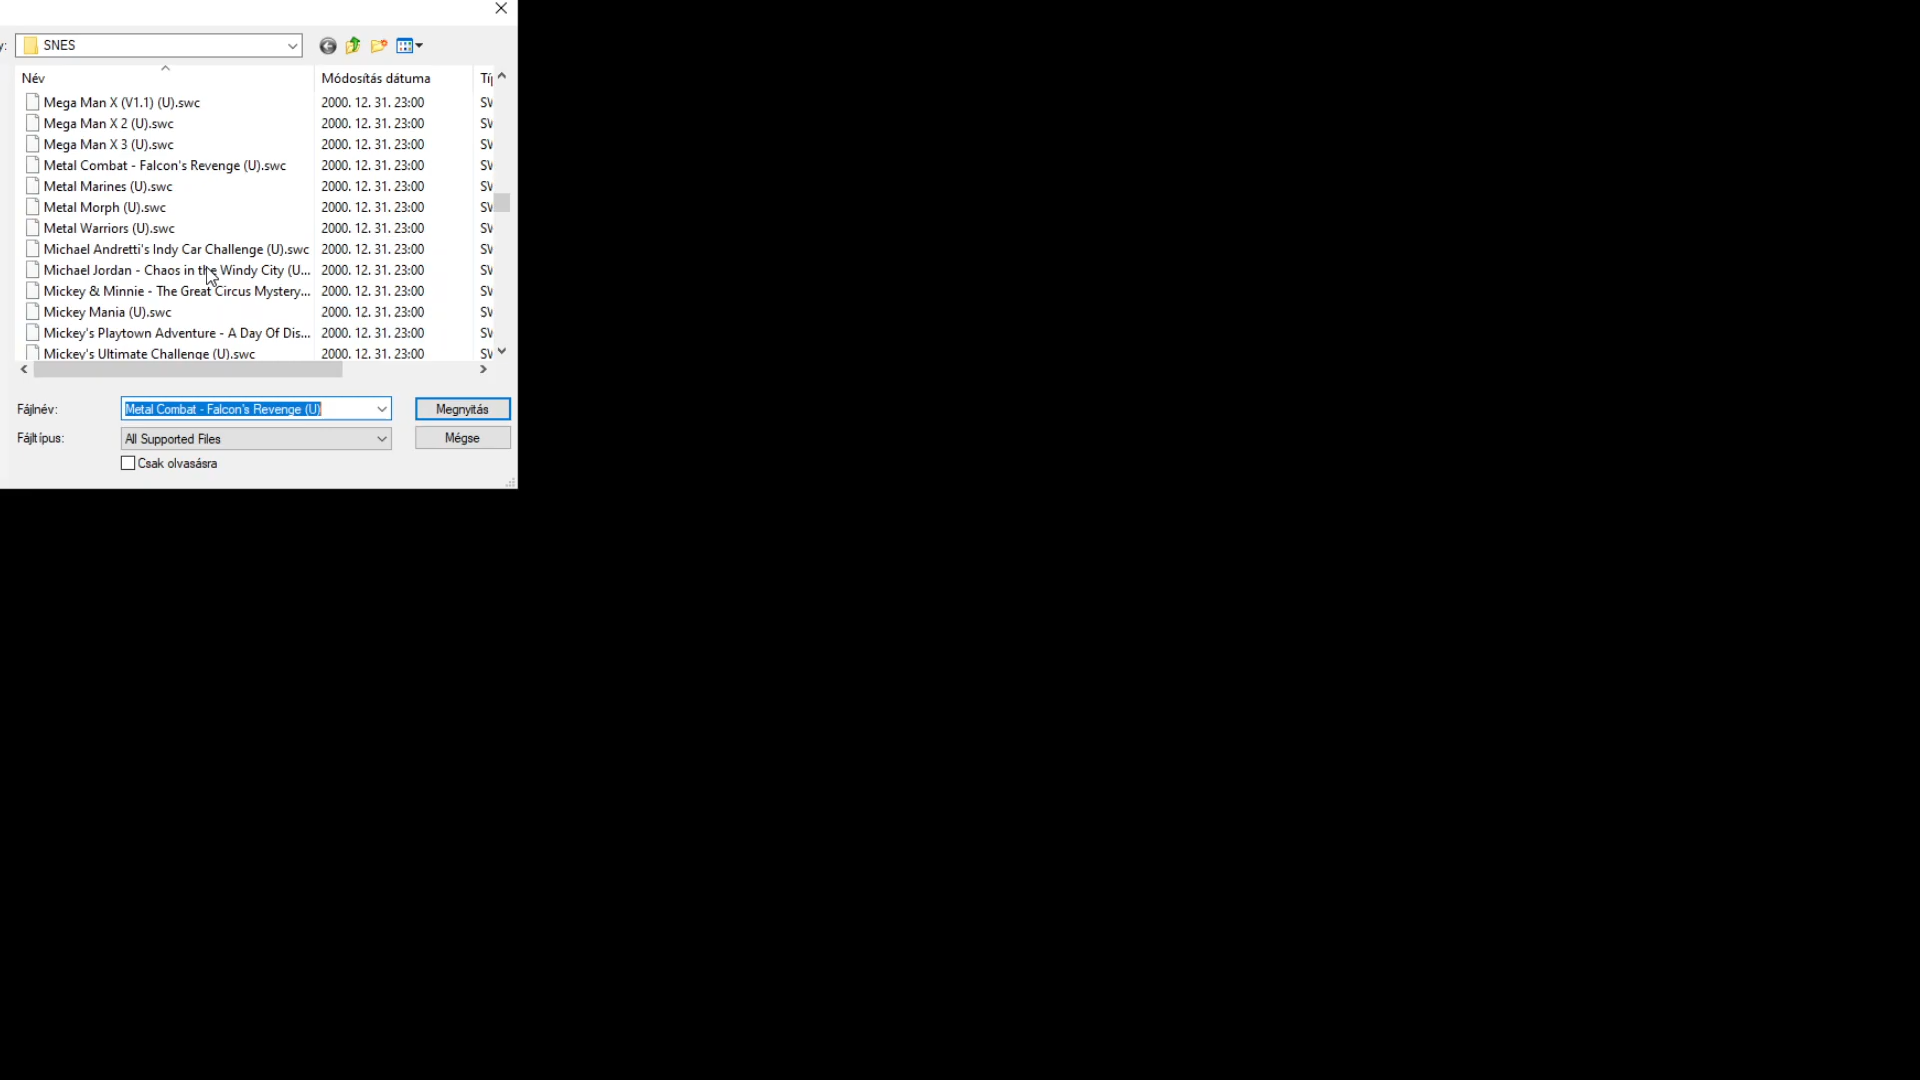 y: SNES
Név Módosítás dátuma
Mega Man X (V1.1) (U).swc 2000. 12. 31. 23:00
Mega Man X 2 (U).swc 2000. 12. 31. 23:00
Mega Man X 3 (U).swc 2000. 12. 31. 23:00
Metal Combat - Falcon's Revenge (U).swc 2000. 12. 31. 23:00
Metal Marines (U).swc 2000. 12. 31. 23:00
Metal Morph (U).swc 2000. 12. 31. 23:00
Metal Warriors (U).swc 2000. 12. 31. 23:00
Michael Andretti's Indy Car Challenge (U).swc 2000. 12. 31. 23:00
Michael Jordan - Chaos in the Windy City (U... 2000. 12. 31. 23:00
Mickey & Minnie - The Great Circus Mystery... 2000. 12. 31. 23:00
Mickey Mania (U).swc 2000. 12. 31. 23:00
Mickey's Playtown Adventure - A Day Of Dis... 2000. 12. 31. 23:00
Mickey's Ultimate Challenge (U).swc 2000. 12. 31. 23:00
Fájlnév: Metal Combat - Falcon's Revenge (U) Megnyitás
Fájltípus: All Supported Files Mégse
Csak olvasásra